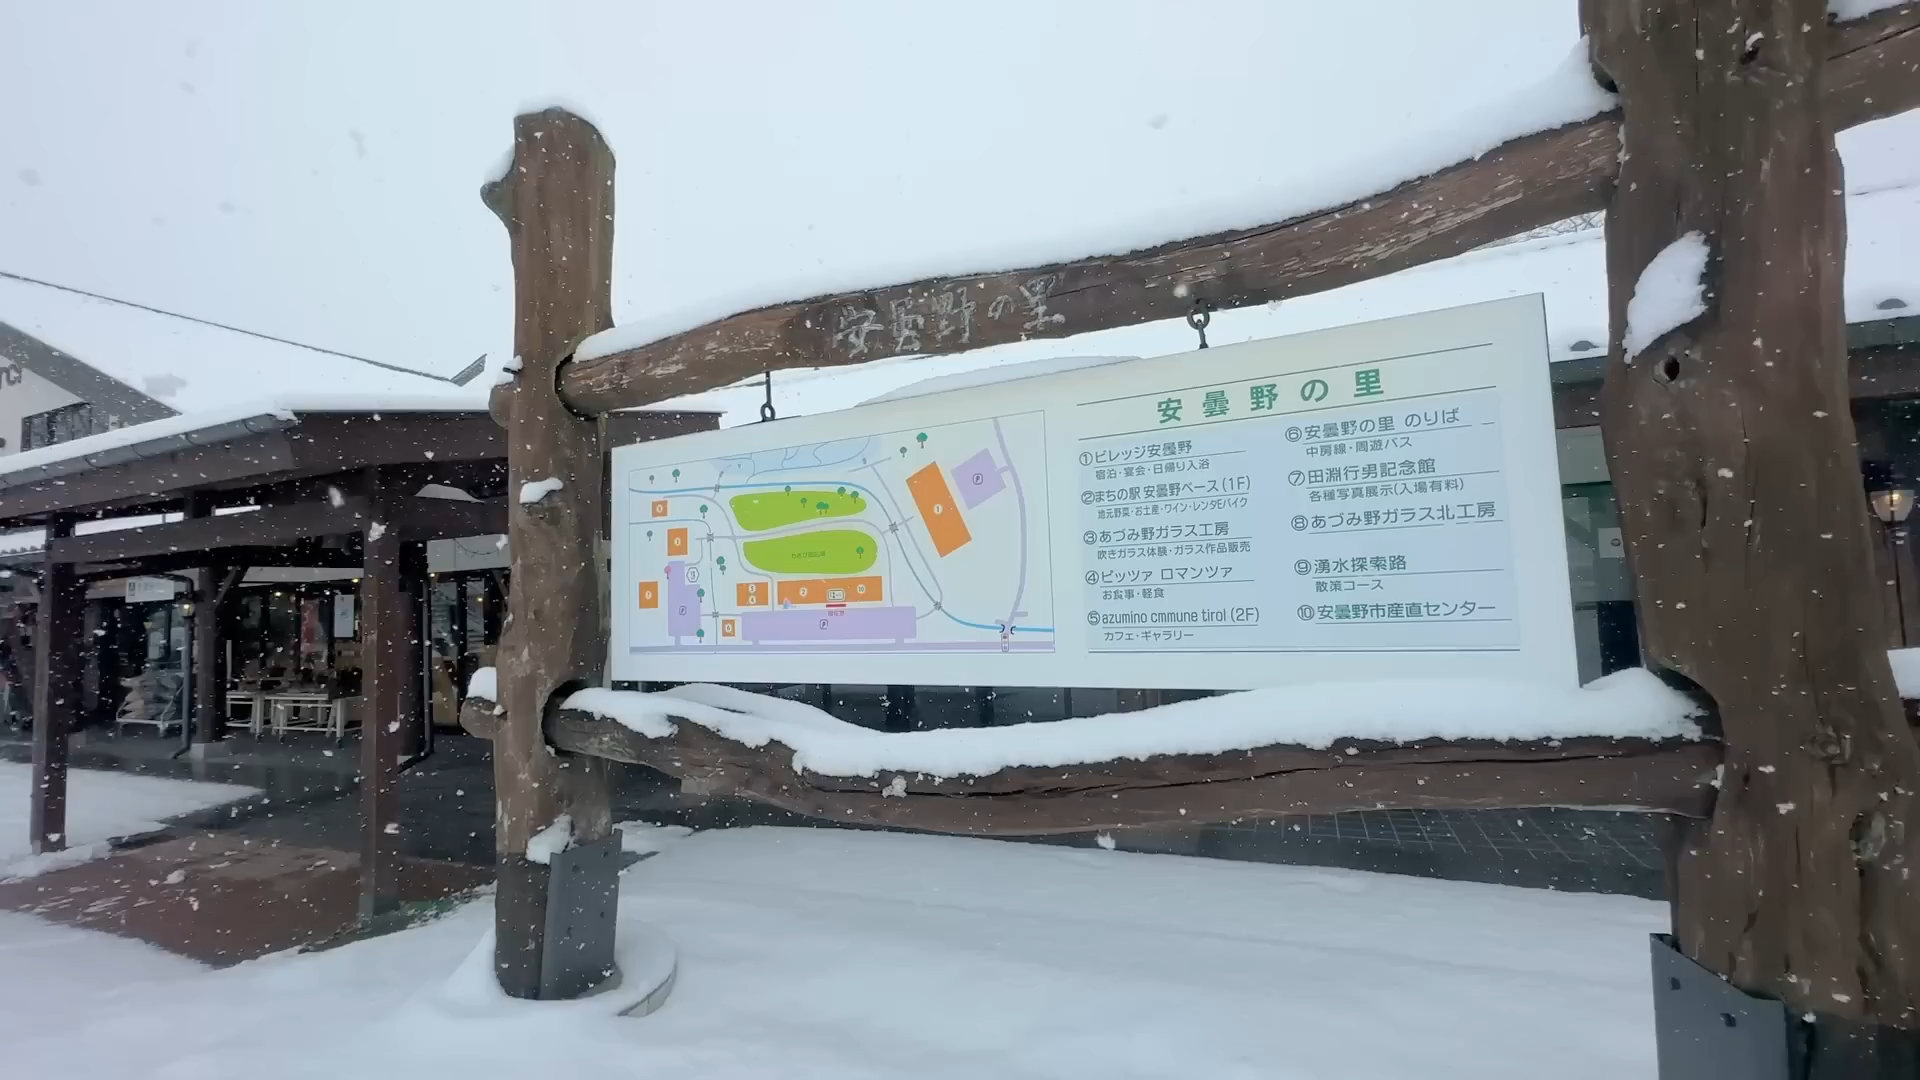 安曇野の里
安曇野の里
①ビレッジ安曇野
宿泊・宴会・日帰り入浴
②まちの駅 安曇野ベース(1F)
地元野菜・お土産・ワイン・レンタEバイク
③あづみ野ガラス工房
吹きガラス体験・ガラス作品販売
④ピッツァ ロマンツァ
お食事・軽食
⑤azumino cmmune tirol (2F)
カフェ・ギャラリー
⑥安曇野の里 のりば
中房線・周遊バス
⑦田淵行男記念館
各種写真展示(入場有料)
⑧あづみ野ガラス北工房
⑨湧水探索路
散策コース
⑩安曇野市産直センター
①
P
②
⑩
P
P